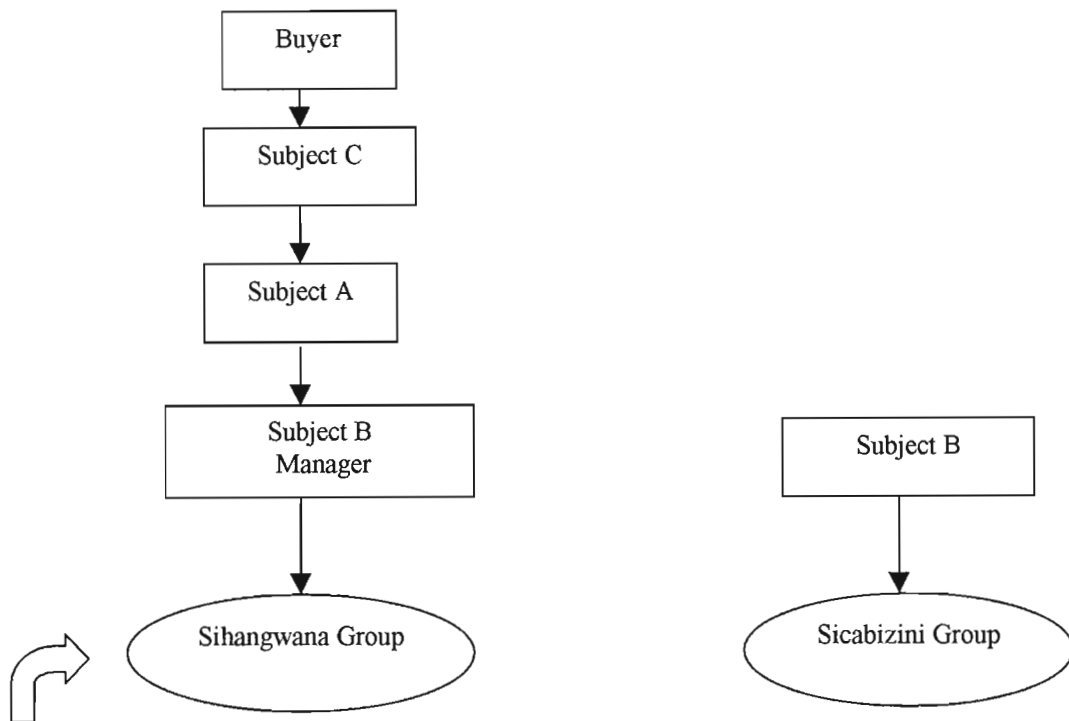 Buyer
Subject C
Subject A
Subject B
Manager
Subject B
Sihangwana Group
Sicabizini Group